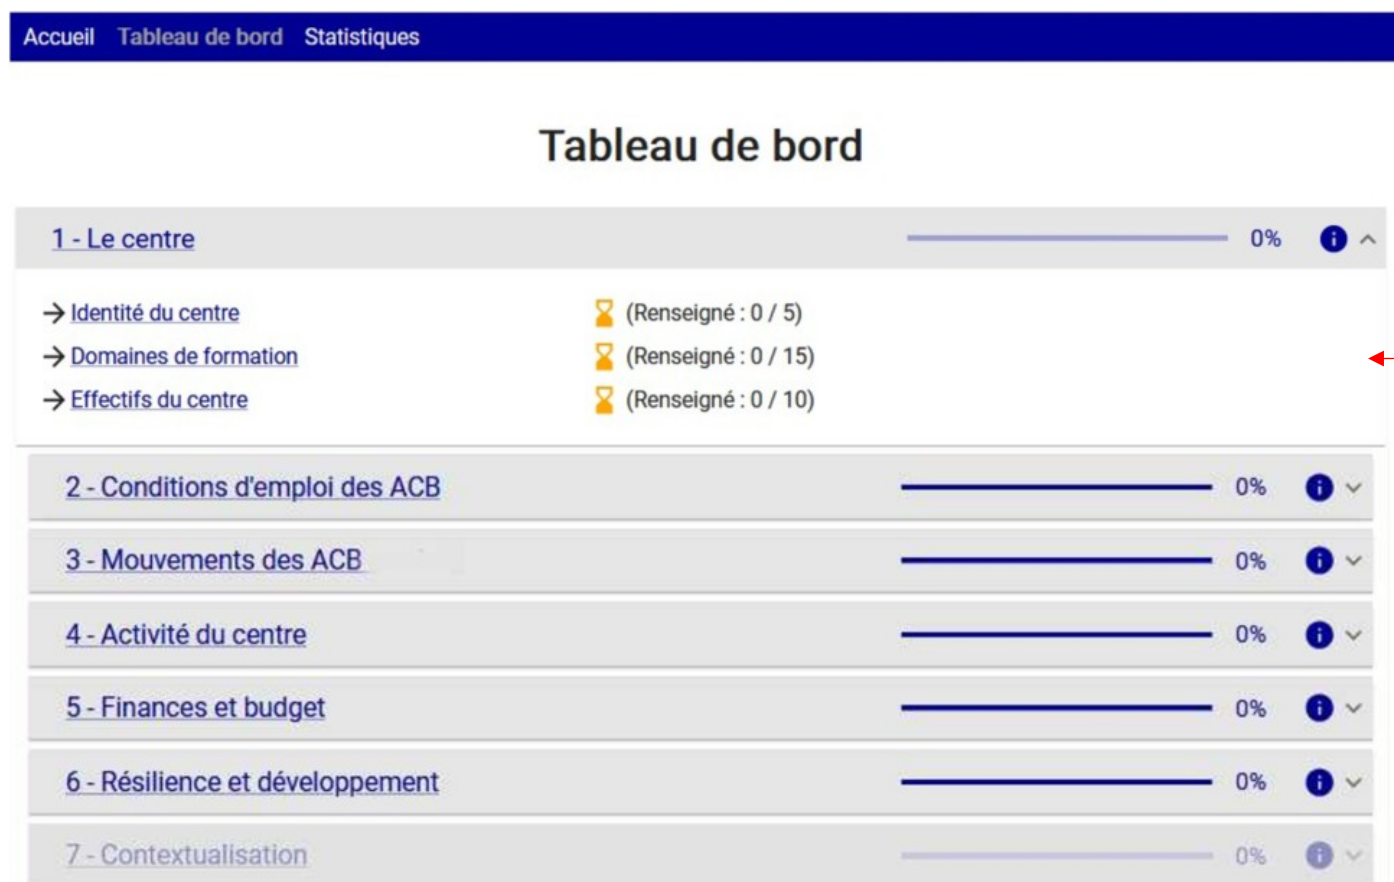 Accueil Tableau de bord Statistiques
Tableau de bord
1 - Le centre 0%
Identité du centre (Renseigné : 0 / 5)
Domaines de formation (Renseigné : 0 / 15)
Effectifs du centre (Renseigné : 0 / 10)
2 - Conditions d'emploi des ACB 0%
3 - Mouvements des ACB 0%
4 - Activité du centre 0%
5 - Finances et budget 0%
6 - Résilience et développement 0%
7 - Contextualisation 0%